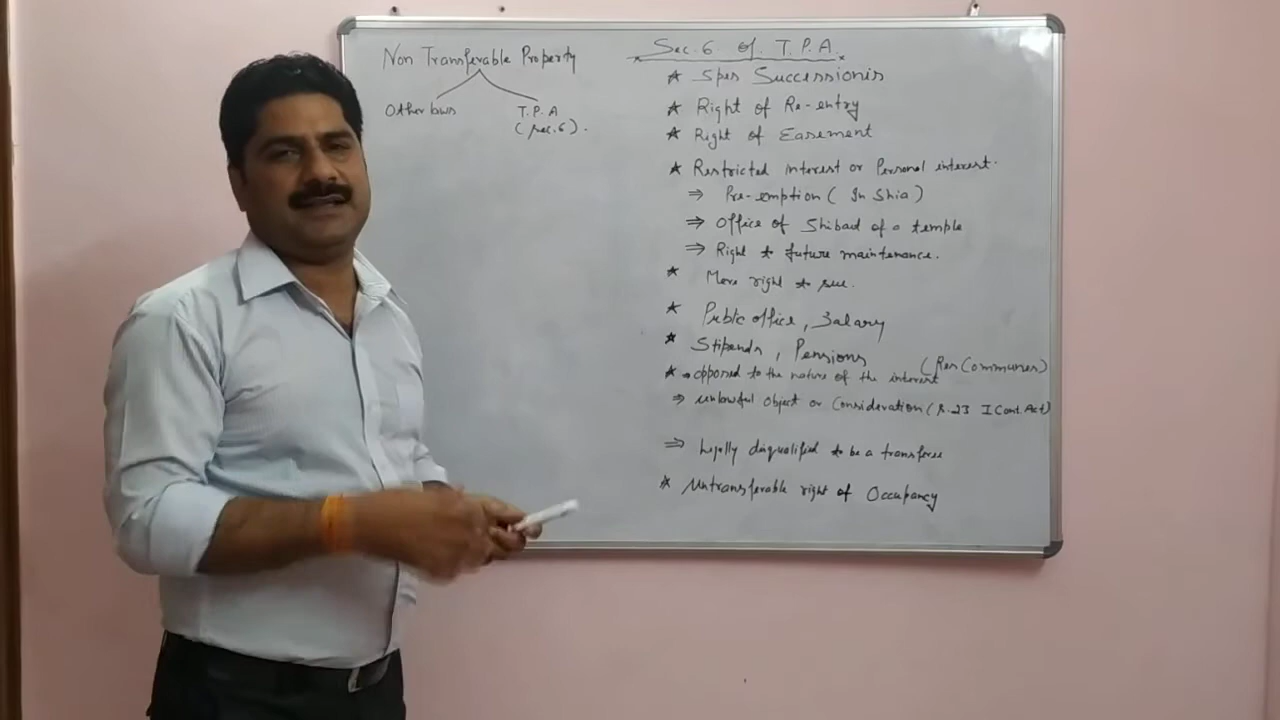 Non Transferable Property
Other laws
T.P.A
(Sec.6).
Sec. 6 of T.P.A.
★ Spes Successionis
★ Right of Re-entry
★ Right of Easement
★ Restricted interest or Personal interest.
⇒ Pre-emption ( In Shia )
⇒ Office of Shibait of a temple
⇒ Right to future maintenance.
★ Mere right to sue.
★ Public office, Salary
★ Stipends, Pensions
(Res Communes)
★ opposed to the nature of the interest
⇒ unlawful Object or Consideration (S. 23 I Cont. Act)
⇒ Legally disqualified to be a transferee
★ Untransferable right of Occupancy